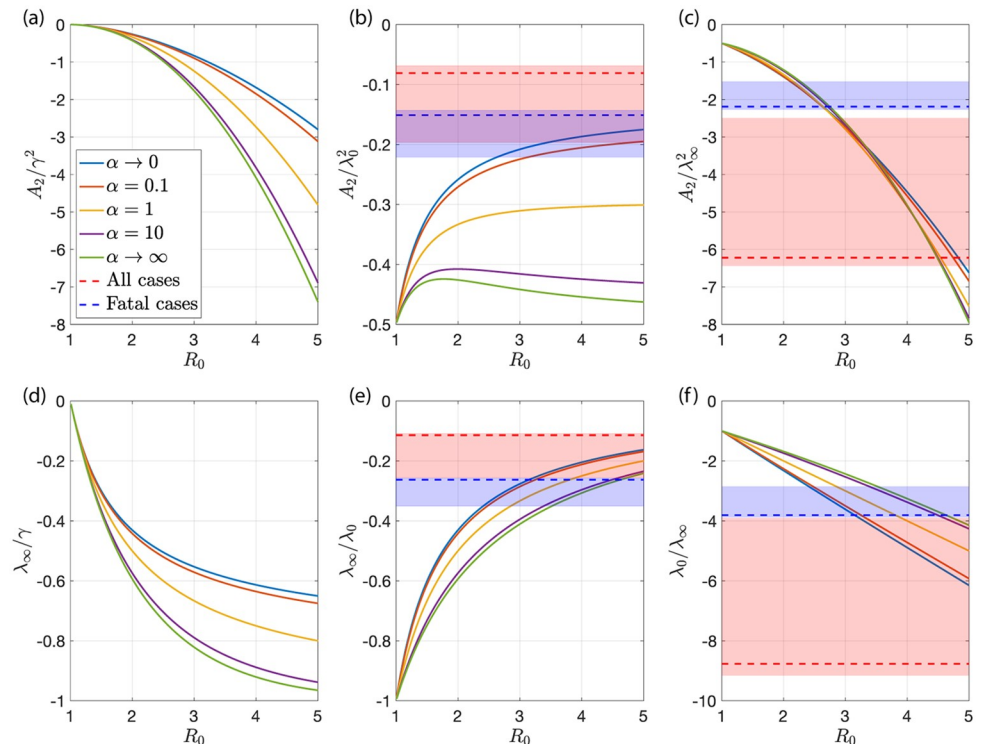 (a)
0
-1
-2
-3
-4
-5
-6
-7
-8
A₂/γ²
1 2 3 4 5
R₀
α → 0
α = 0.1
α = 1
α = 10
α → ∞
All cases
Fatal cases
(b)
0
-0.1
-0.2
-0.3
-0.4
-0.5
A₂/λ₀²
1 2 3 4 5
R₀
(c)
0
-1
-2
-3
-4
-5
-6
-7
-8
A₂/λ∞²
1 2 3 4 5
R₀
(d)
0
-0.2
-0.4
-0.6
-0.8
-1
λ∞/γ
1 2 3 4 5
R₀
(e)
0
-0.2
-0.4
-0.6
-0.8
-1
λ∞/λ₀
1 2 3 4 5
R₀
(f)
0
-2
-4
-6
-8
-10
λ₀/λ∞
1 2 3 4 5
R₀